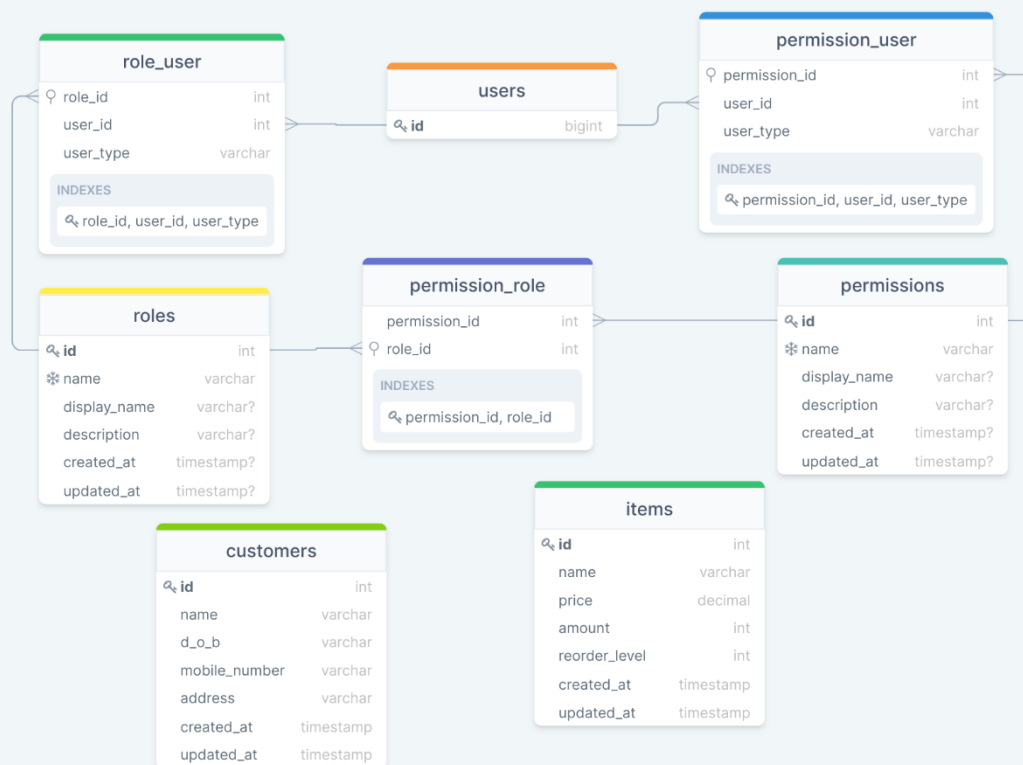 role_user
role_id int
user_id int
user_type varchar
INDEXES
role_id, user_id, user_type
users
id bigint
permission_user
permission_id int
user_id int
user_type varchar
INDEXES
permission_id, user_id, user_type
roles
id int
name varchar
display_name varchar?
description varchar?
created_at timestamp?
updated_at timestamp?
permission_role
permission_id int
role_id int
INDEXES
permission_id, role_id
permissions
id int
name varchar
display_name varchar?
description varchar?
created_at timestamp?
updated_at timestamp?
customers
id int
name varchar
d_o_b varchar
mobile_number varchar
address varchar
created_at timestamp
updated_at timestamp
items
id int
name varchar
price decimal
amount int
reorder_level int
created_at timestamp
updated_at timestamp